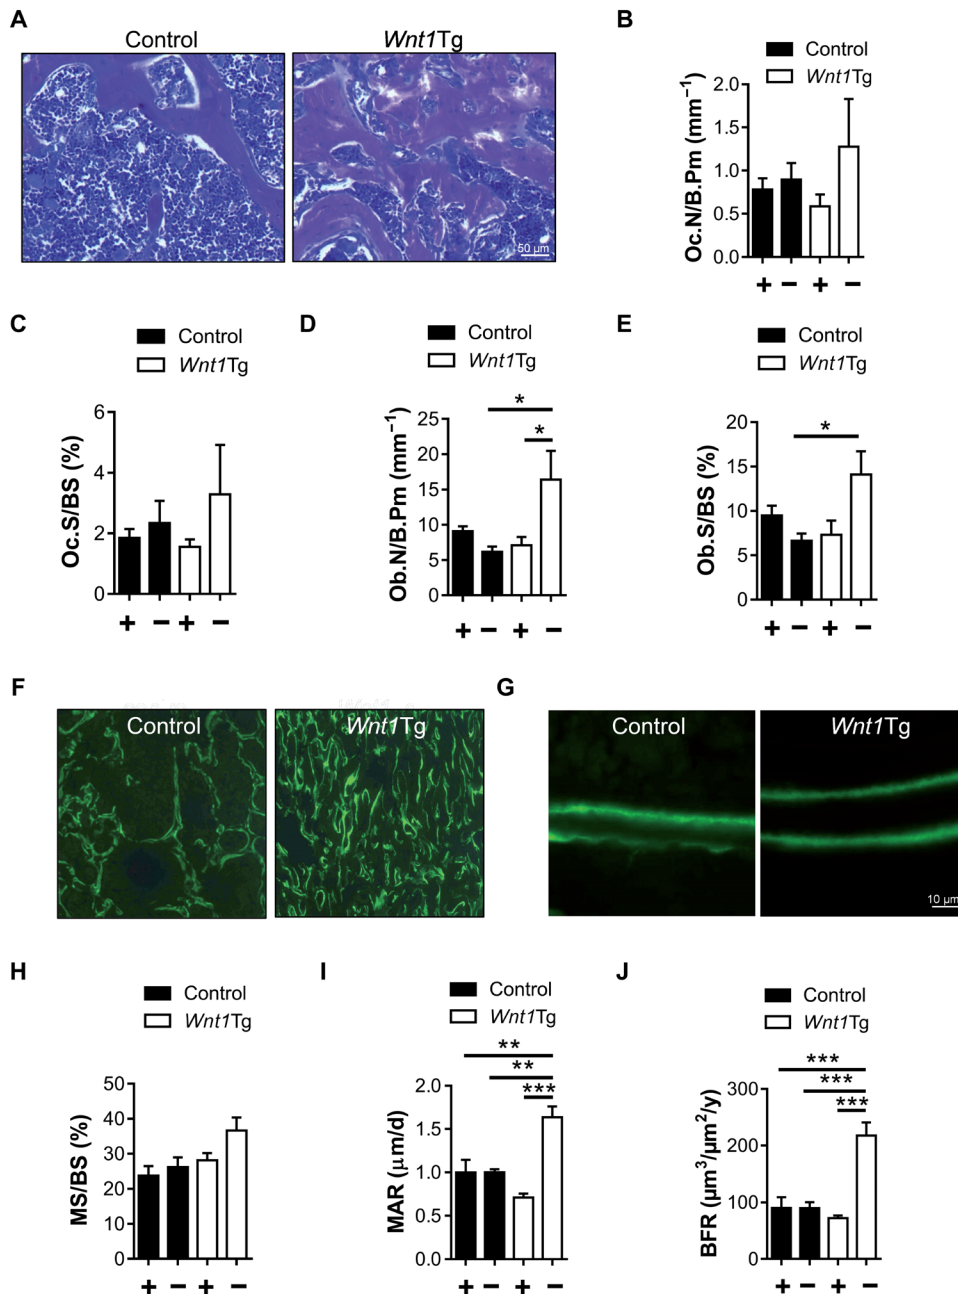 A
Control
Wnt1Tg
50 µm
B
Control
Wnt1Tg
Oc.N/B.Pm (mm⁻¹)
2.0
1.5
1.0
0.5
0.0
+ − + −
C
Control
Wnt1Tg
Oc.S/BS (%)
6
4
2
0
+ − + −
D
Control
Wnt1Tg
Ob.N/B.Pm (mm⁻¹)
25
20
15
10
5
0
*
*
+ − + −
E
Control
Wnt1Tg
Ob.S/BS (%)
20
15
10
5
0
*
+ − + −
F
Control
Wnt1Tg
G
Control
Wnt1Tg
10 µm
H
Control
Wnt1Tg
MS/BS (%)
50
40
30
20
10
0
+ − + −
I
Control
Wnt1Tg
MAR (µm/d)
2.0
1.5
1.0
0.5
0.0
**
**
***
+ − + −
J
Control
Wnt1Tg
BFR (µm³/µm²/y)
300
200
100
0
***
***
***
+ − + −